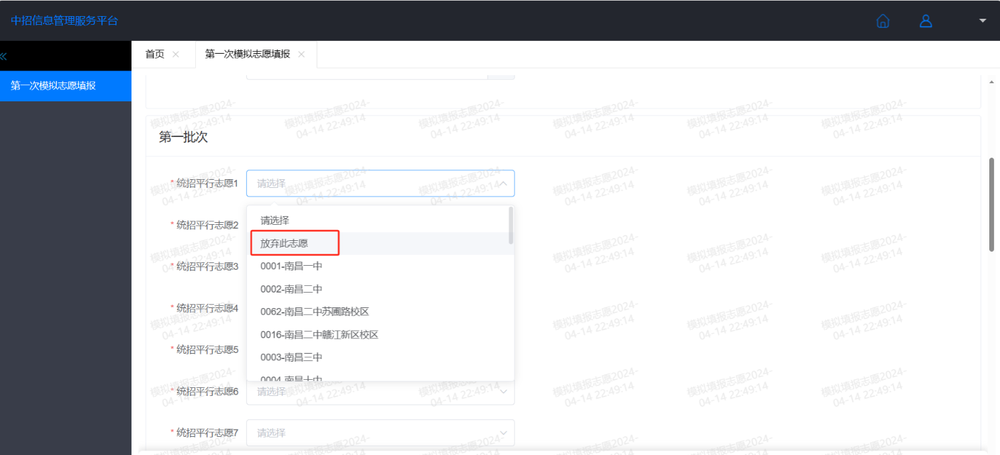 中招信息管理服务平台
首页
第一次模拟志愿填报
第一次模拟志愿填报
模拟填报志愿2024-
04-14 22:49:14
第一批次
* 统招平行志愿1
请选择
请选择
* 统招平行志愿2
放弃此志愿
* 统招平行志愿3
0001-南昌一中
0002-南昌二中
* 统招平行志愿4
0062-南昌二中苏圃路校区
0016-南昌二中赣江新区校区
* 统招平行志愿5
0003-南昌三中
0004-南昌十中
* 统招平行志愿6
请选择
* 统招平行志愿7
请选择